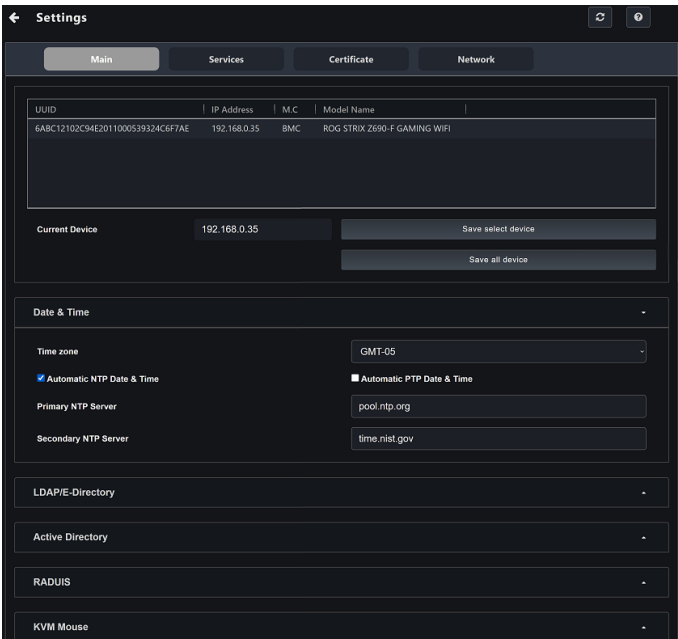 Settings
Main Services Certificate Network
UUID IP Address M.C Model Name
6ABC12102C94E2011000539324C6F7AE 192.168.0.35 BMC ROG STRIX Z690-F GAMING WIFI
Current Device 192.168.0.35 Save select device
Save all device
Date & Time
Time zone GMT-05
Automatic NTP Date & Time Automatic PTP Date & Time
Primary NTP Server pool.ntp.org
Secondary NTP Server time.nist.gov
LDAP/E-Directory
Active Directory
RADUIS
KVM Mouse